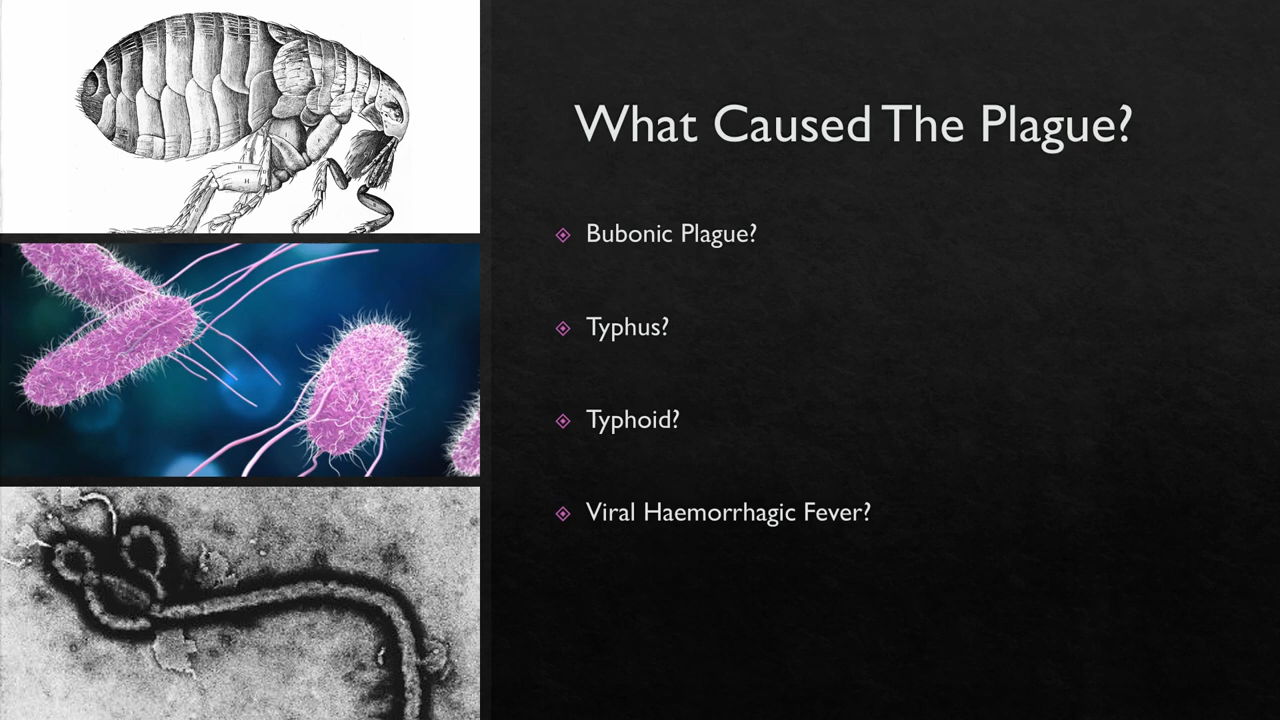 What Caused The Plague?
Bubonic Plague?
Typhus?
Typhoid?
Viral Haemorrhagic Fever?